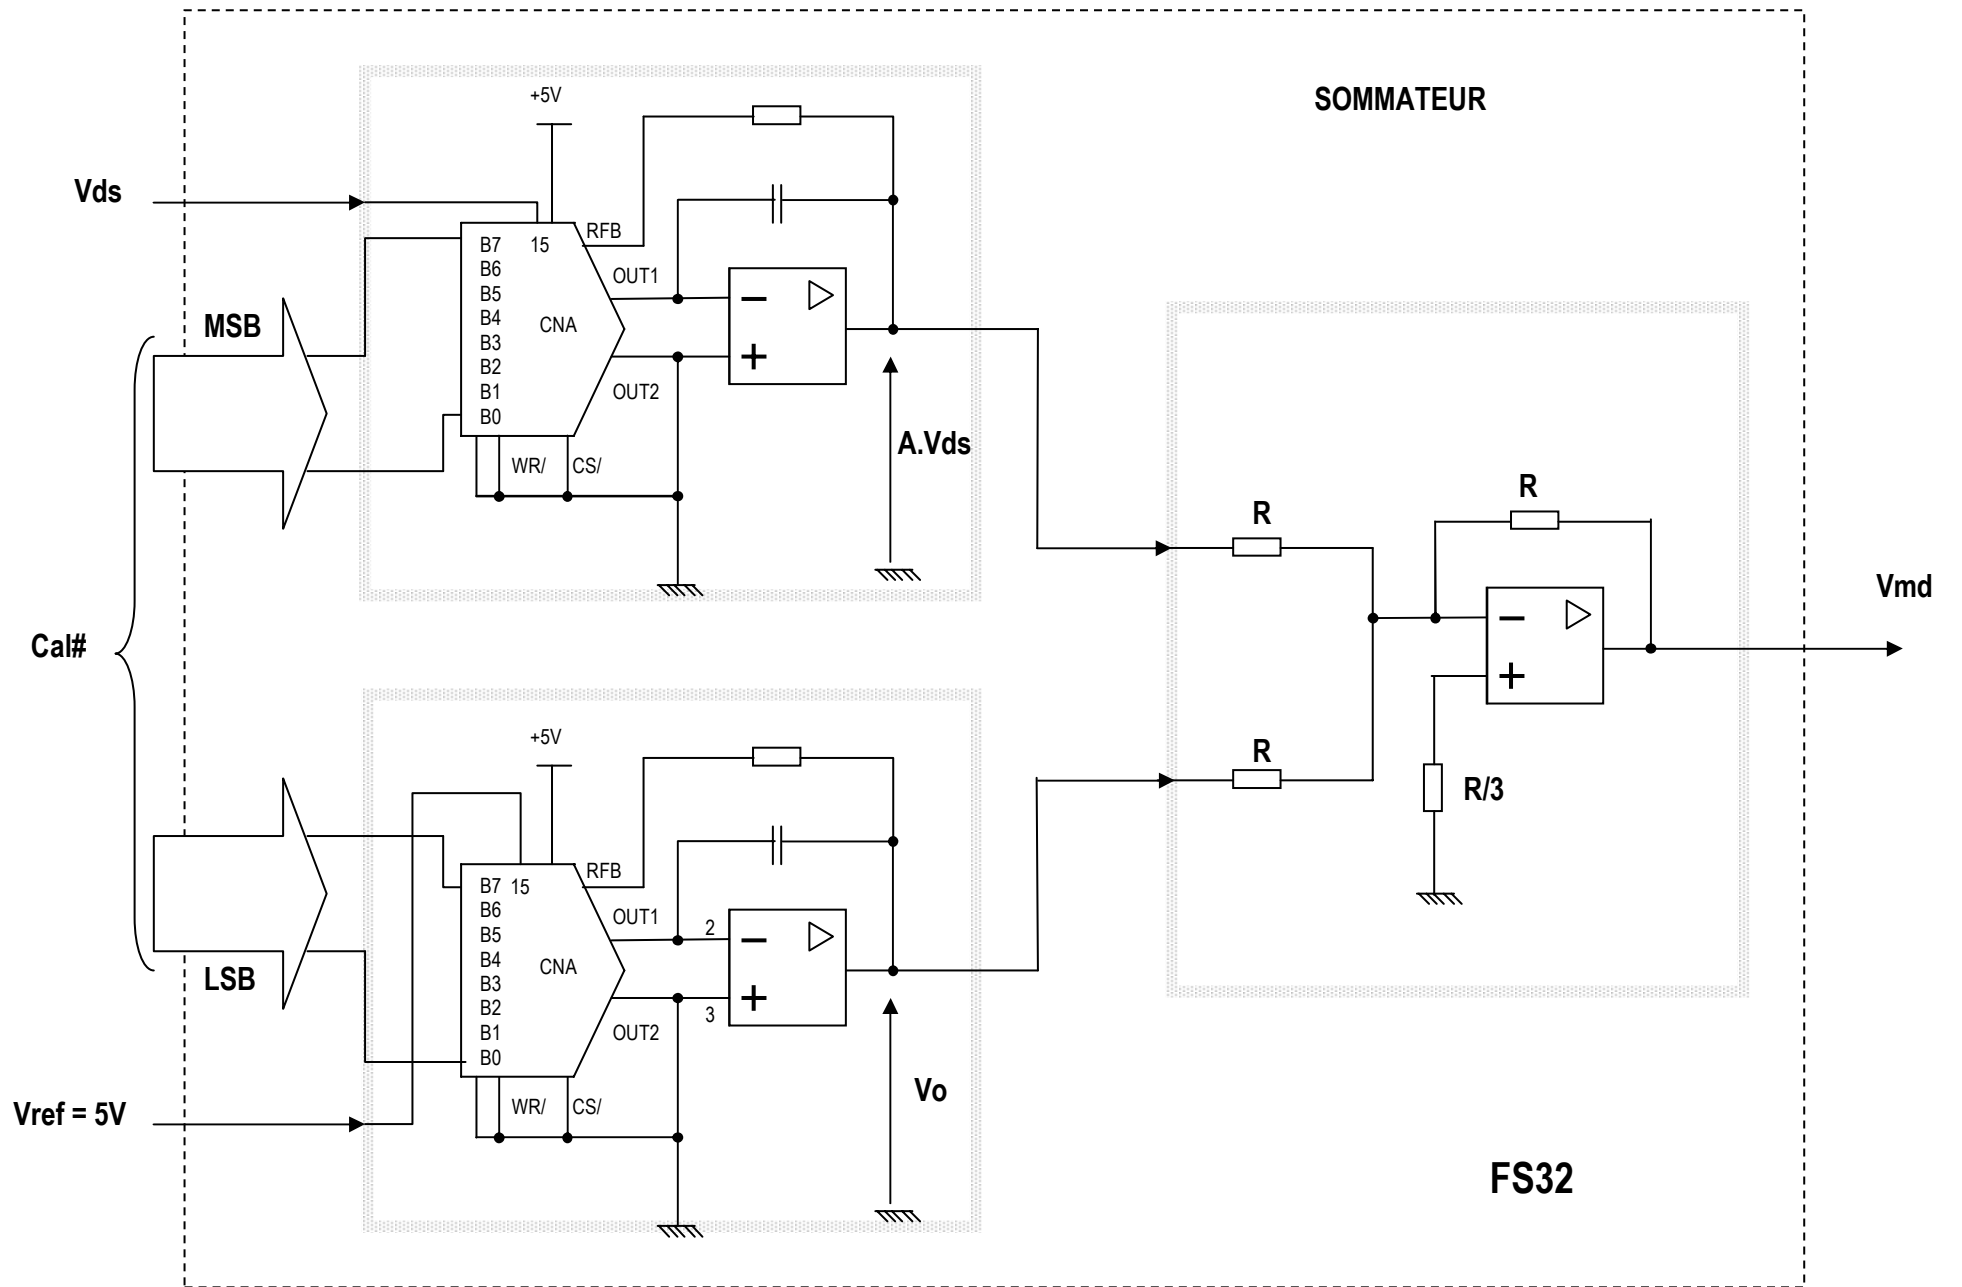 SOMMATEUR
+5V
Vds
RFB
B7 15
B6
B5
B4
B3
B2
B1
B0
CNA
OUT1
OUT2
−
+
MSB
WR/ CS/
A.Vds
Cal#
R
R
R
R/3
−
+
Vmd
+5V
RFB
B7 15
B6
B5
B4
B3
B2
B1
B0
CNA
OUT1
OUT2
2
3
−
+
LSB
WR/ CS/
Vo
Vref = 5V
FS32